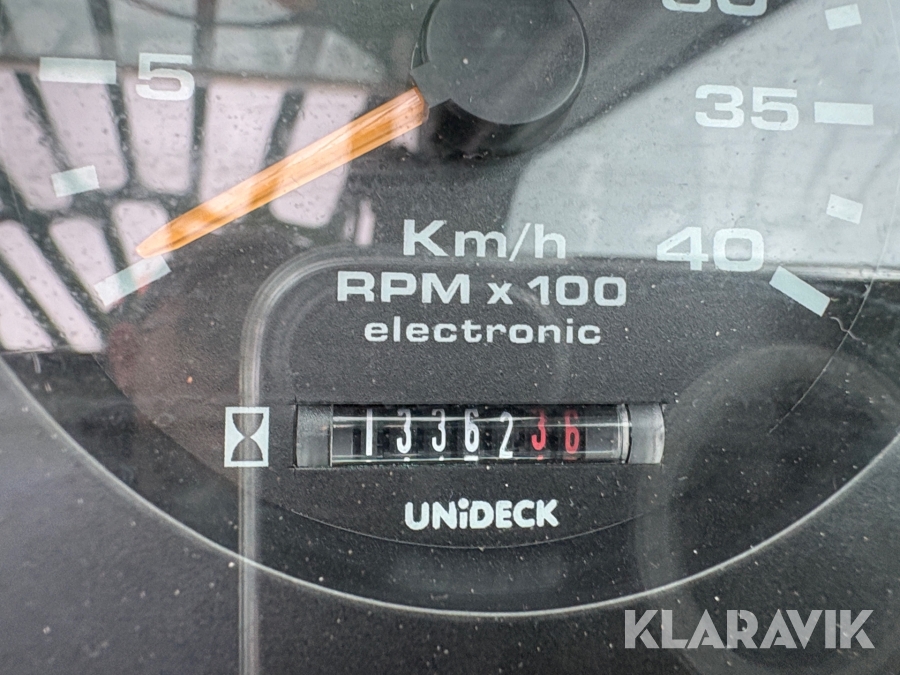 5
35
Km/h
40
RPM x 100
electronic
1336236
UNiDECK
KLARAVIK